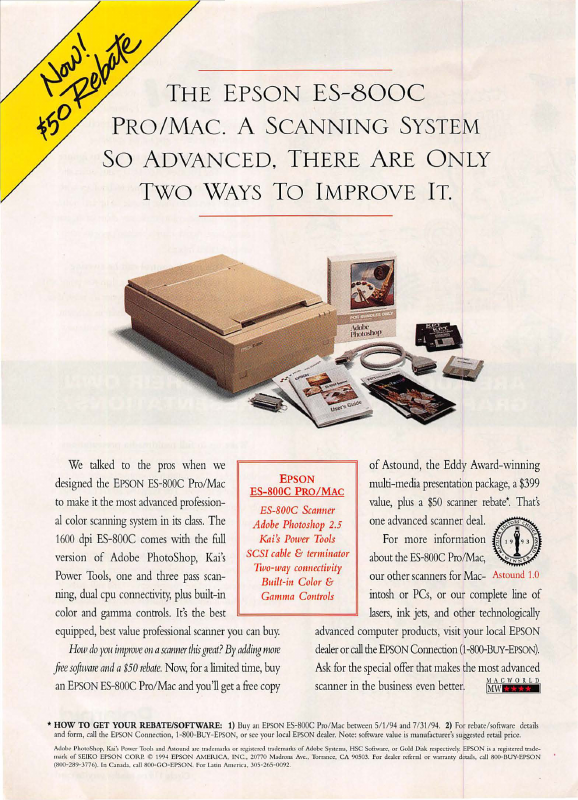 Now!
$50 Rebate
THE EPSON ES-800C
PRO/MAC. A SCANNING SYSTEM
SO ADVANCED, THERE ARE ONLY
TWO WAYS TO IMPROVE IT.
FOR BUNDLES ONLY
Adobe
Photoshop
KPT
EPSON
User's Guide
We talked to the pros when we
designed the EPSON ES-800C Pro/Mac
to make it the most advanced profession-
al color scanning system in its class. The
1600 dpi ES-800C comes with the full
version of Adobe PhotoShop, Kai's
Power Tools, one and three pass scan-
ning, dual cpu connectivity, plus built-in
color and gamma controls. It's the best
equipped, best value professional scanner you can buy.
How do you improve on a scanner this great? By adding more
free software and a $50 rebate. Now, for a limited time, buy
an EPSON ES-800C Pro/Mac and you'll get a free copy
EPSON
ES-800C PRO/MAC
ES-800C Scanner
Adobe Photoshop 2.5
Kai's Power Tools
SCSI cable & terminator
Two-way connectivity
Built-in Color &
Gamma Controls
of Astound, the Eddy Award-winning
multi-media presentation package, a $399
value, plus a $50 scanner rebate*. That's
one advanced scanner deal.
For more information
about the ES-800C Pro/Mac,
our other scanners for Mac-
intosh or PCs, or our complete line of
lasers, ink jets, and other technologically
advanced computer products, visit your local EPSON
dealer or call the EPSON Connection (1-800-BUY-EPSON).
Ask for the special offer that makes the most advanced
scanner in the business even better.
1993
WINNER
Astound 1.0
MACWORLD
MW ★★★★
* HOW TO GET YOUR REBATE/SOFTWARE: 1) Buy an EPSON ES-800C Pro/Mac between 5/1/94 and 7/31/94. 2) For rebate/software details
and form, call the EPSON Connection, 1-800-BUY-EPSON, or see your local EPSON dealer. Note: software value is manufacturer's suggested retail price.
Adobe PhotoShop, Kai's Power Tools and Astound are trademarks or registered trademarks of Adobe Systems, HSC Software, or Gold Disk respectively. EPSON is a registered trade-
mark of SEIKO EPSON CORP. © 1994 EPSON AMERICA, INC., 20770 Madrona Ave., Torrance, CA 90503. For dealer referral or warranty details, call 800-BUY-EPSON
(800-289-3776). In Canada, call 800-GO-EPSON. For Latin America, 305-265-0092.